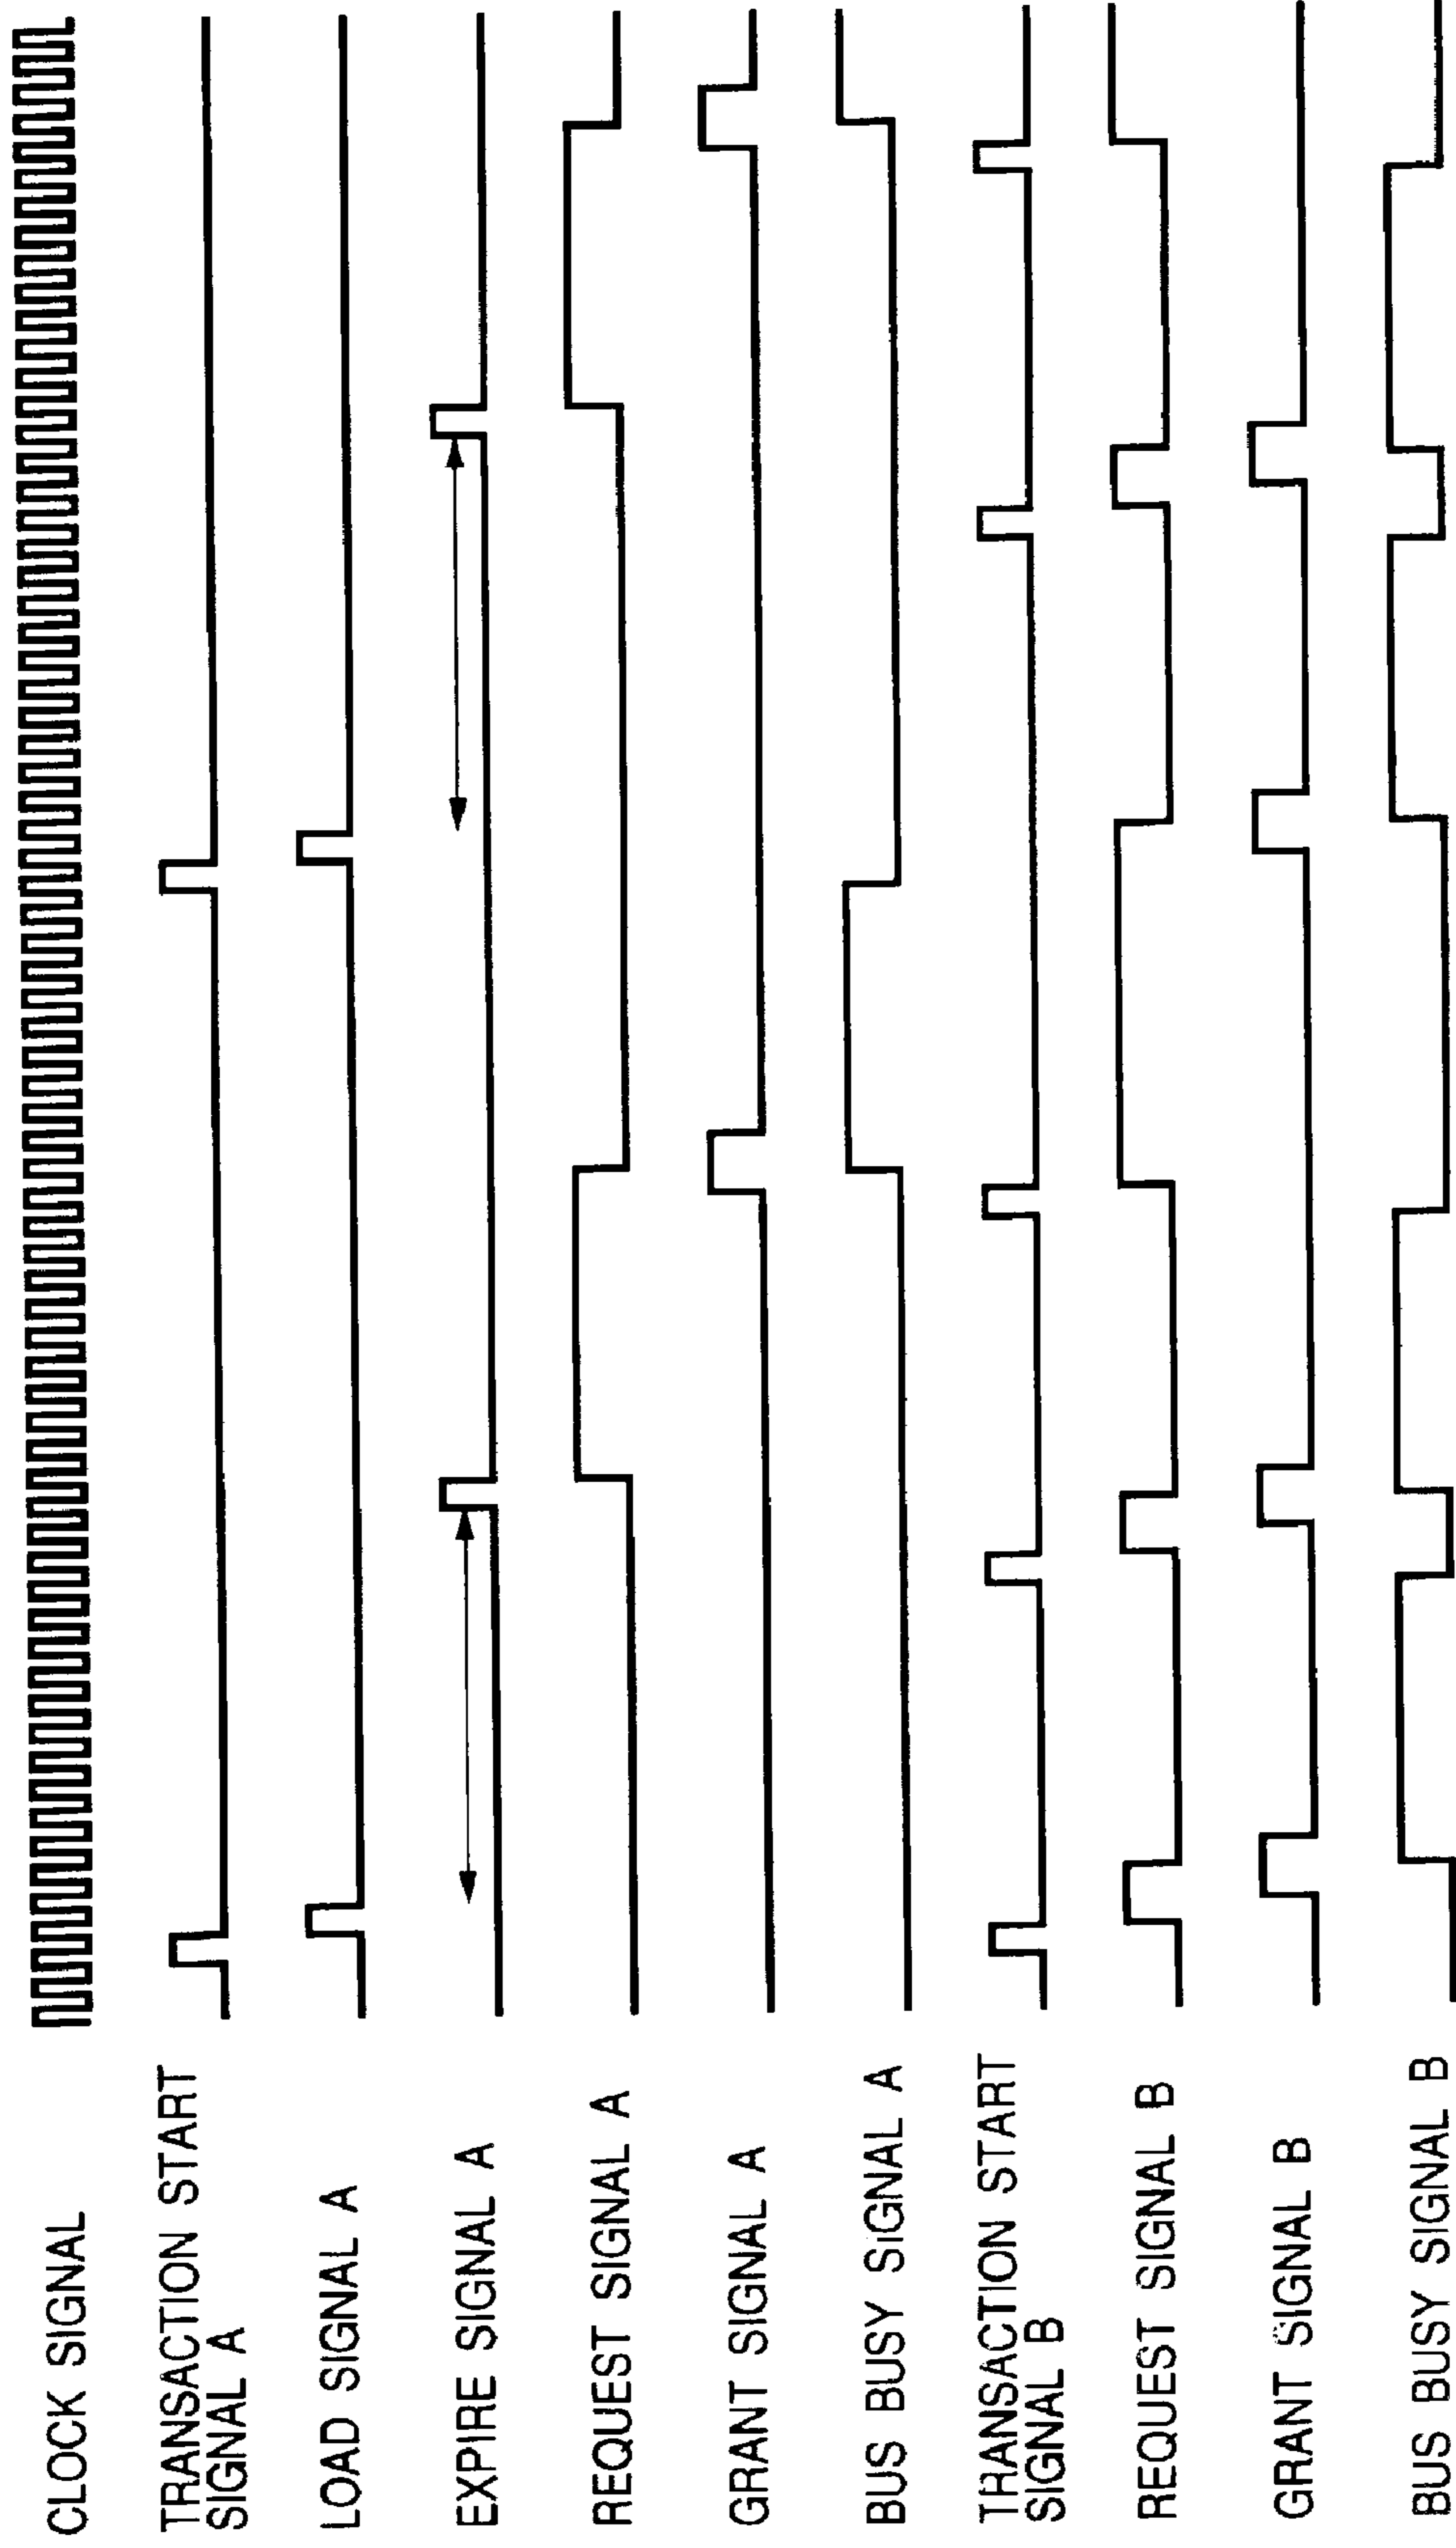 CLOCK SIGNAL
TRANSACTION START
SIGNAL A
LOAD SIGNAL A
EXPIRE SIGNAL A
REQUEST SIGNAL A
GRANT SIGNAL A
BUS BUSY SIGNAL A
TRANSACTION START
SIGNAL B
REQUEST SIGNAL B
GRANT SIGNAL B
BUS BUSY SIGNAL B